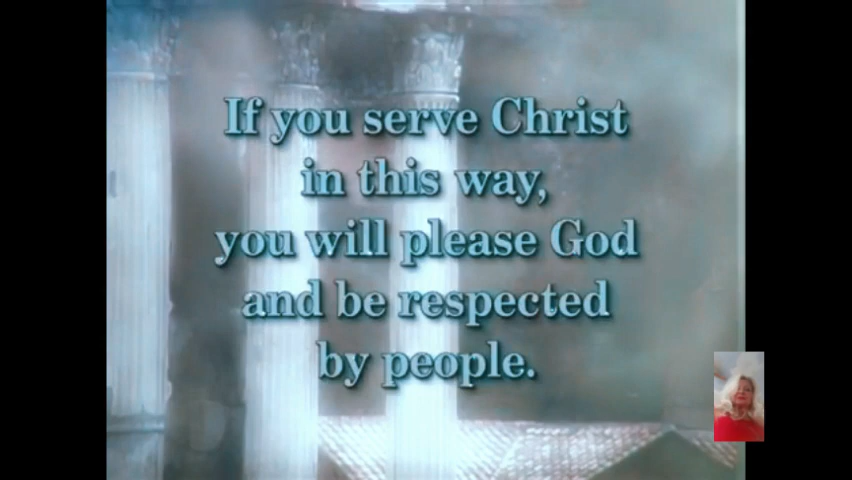 If you serve Christ
in this way,
you will please God
and be respected
by people.